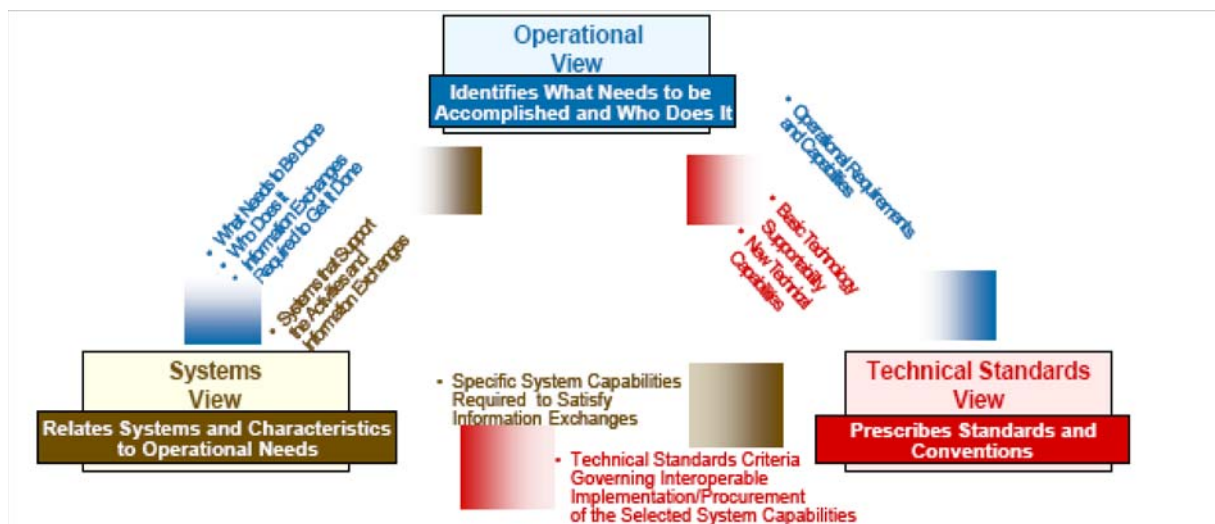 Operational
View
Identifies What Needs to be
Accomplished and Who Does It
• What Needs to Be Done
• Who Does It
• Information Exchanges
Required to Get It Done
• Systems that Support
the Activities and
Information Exchanges
• Operational Requirements
and Capabilities
• Basic Technology
Supportability
• New Technical
Capabilities
Systems
View
Relates Systems and Characteristics
to Operational Needs
• Specific System Capabilities
Required to Satisfy
Information Exchanges
• Technical Standards Criteria
Governing Interoperable
Implementation/Procurement
of the Selected System Capabilities
Technical Standards
View
Prescribes Standards and
Conventions